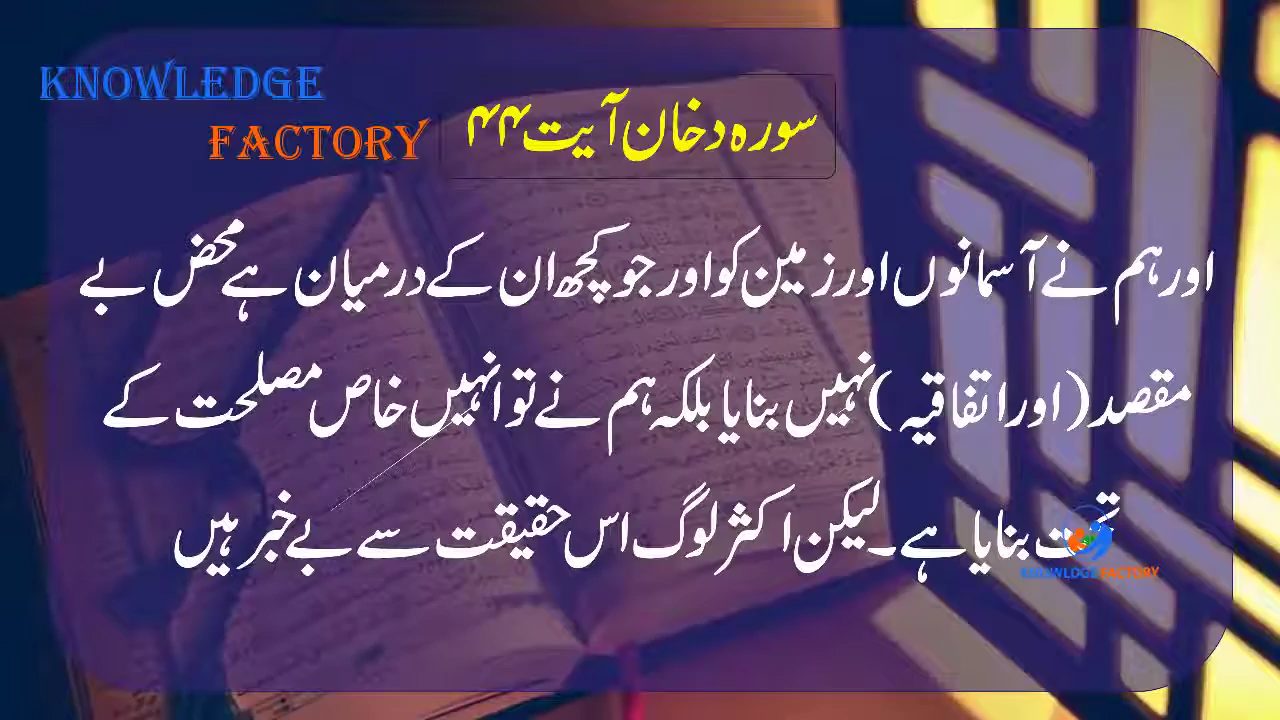 KNOWLEDGE
FACTORY
سورہ دخان آیت ۴۴
اور ہم نے آسمانوں اور زمین کو اور جو کچھ ان کے درمیان ہے محض بے
مقصد (اور اتفاقیہ) نہیں بنایا بلکہ ہم نے تو انہیں خاص مصلحت کے
تحت بنایا ہے۔ لیکن اکثر لوگ اس حقیقت سے بے خبر ہیں
KNOWLDGE FACTORY